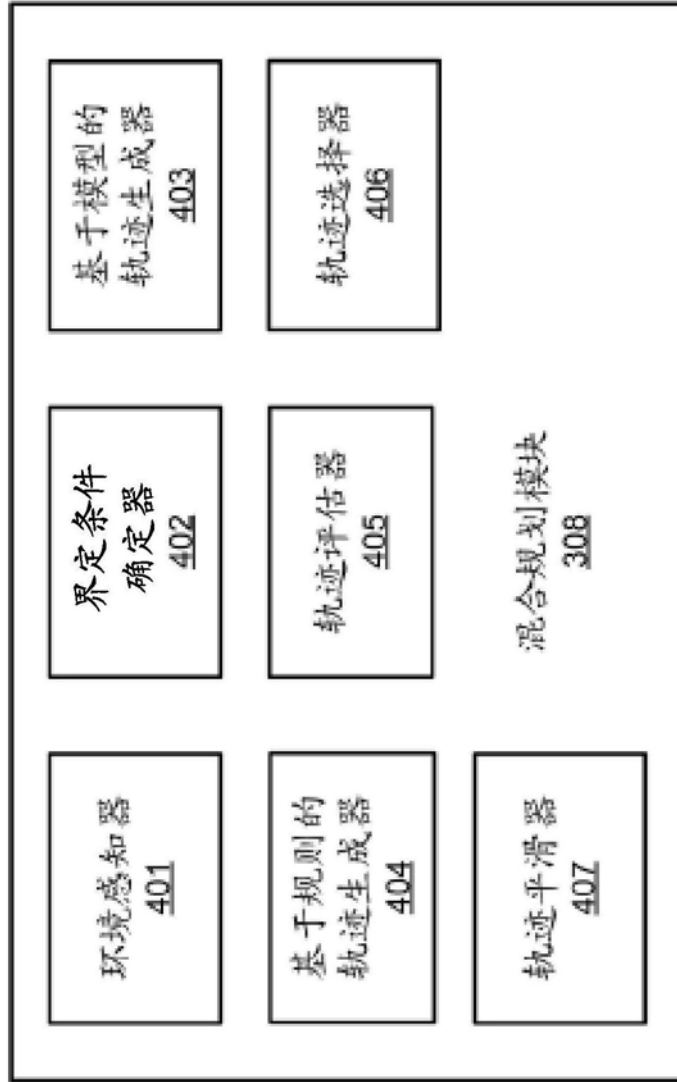 环境感知器
401
界定条件
确定器
402
基于模型的
轨迹生成器
403
基于规则的
轨迹生成器
404
轨迹评估器
405
轨迹选择器
406
轨迹平滑器
407
混合规划模块
308